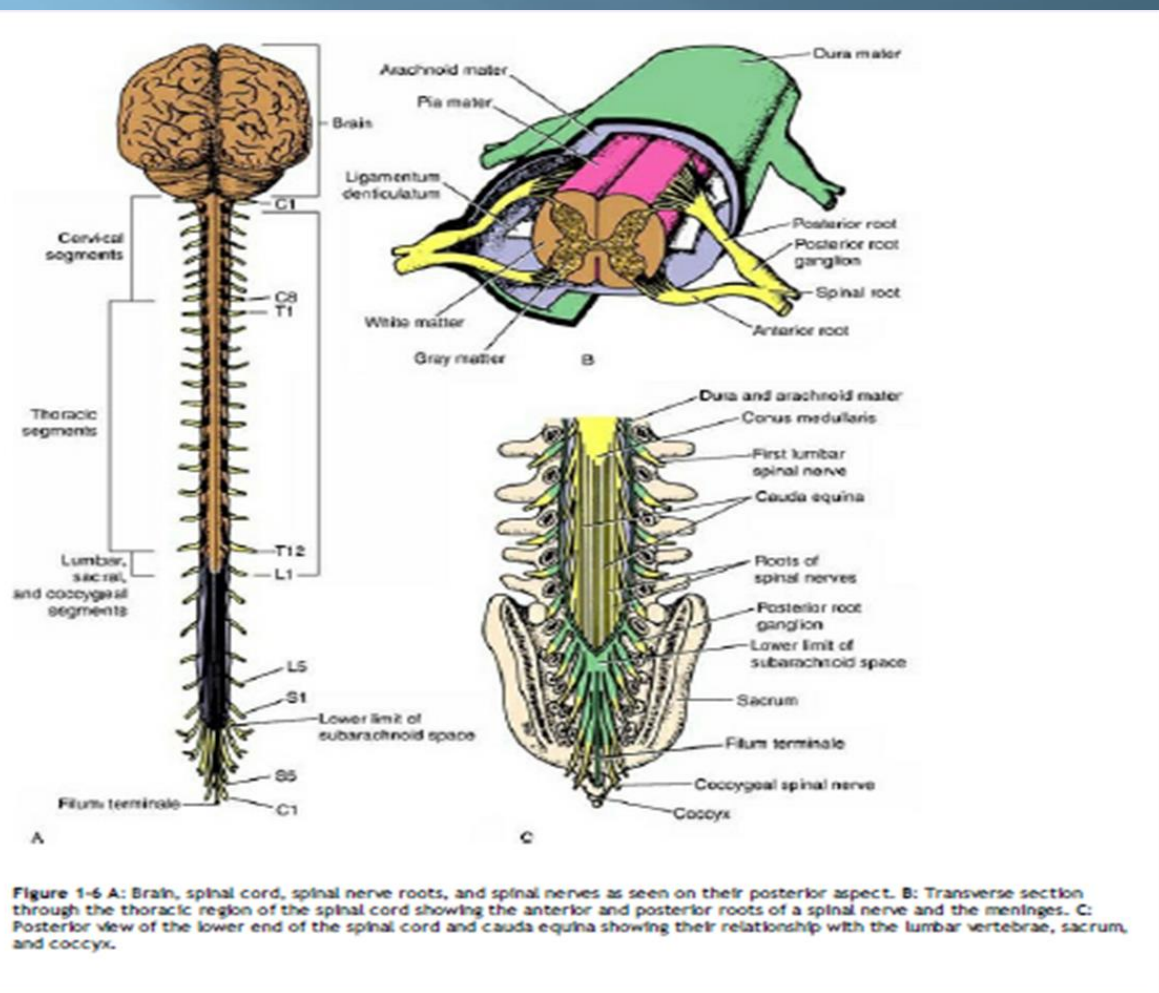 Brain
C1
Cervical
segments
C8
T1
Thoracic
segments
T12
Lumbar,
sacral,
and coccygeal
segments
L1
L5
S1
Lower limit of
subarachnoid space
S5
Filum terminale
C1
A
Arachnoid mater
Pia mater
Dura mater
Ligamentum
denticulatum
Posterior root
Posterior root
ganglion
Spinal root
Anterior root
White matter
Gray matter
B
Dura and arachnoid mater
Conus medullaris
First lumbar
spinal nerve
Cauda equina
Roots of
spinal nerves
Posterior root
ganglion
Lower limit of
subarachnoid space
Sacrum
Filum terminale
Coccygeal spinal nerve
Coccyx
C
Figure 1-6 A: Brain, spinal cord, spinal nerve roots, and spinal nerves as seen on their posterior aspect. B: Transverse section
through the thoracic region of the spinal cord showing the anterior and posterior roots of a spinal nerve and the meninges. C:
Posterior view of the lower end of the spinal cord and cauda equina showing their relationship with the lumbar vertebrae, sacrum,
and coccyx.